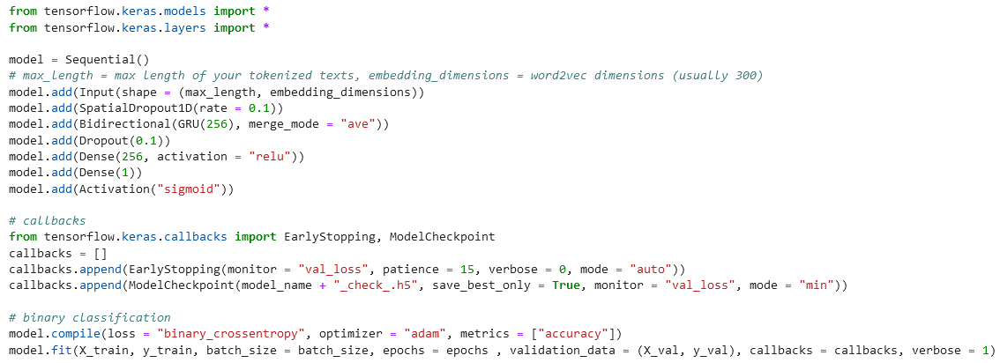 from tensorflow.keras.models import *
from tensorflow.keras.layers import *
model = Sequential()
# max_length = max length of your tokenized texts, embedding_dimensions = word2vec dimensions (usually 300)
model.add(Input(shape = (max_length, embedding_dimensions))
model.add(SpatialDropout1D(rate = 0.1))
model.add(Bidirectional(GRU(256), merge_mode = "ave"))
model.add(Dropout(0.1))
model.add(Dense(256, activation = "relu"))
model.add(Dense(1))
model.add(Activation("sigmoid"))
# callbacks
from tensorflow.keras.callbacks import EarlyStopping, ModelCheckpoint
callbacks = []
callbacks.append(EarlyStopping(monitor = "val_loss", patience = 15, verbose = 0, mode = "auto"))
callbacks.append(ModelCheckpoint(model_name + "_check_.h5", save_best_only = True, monitor = "val_loss", mode = "min"))
# binary classification
model.compile(loss = "binary_crossentropy", optimizer = "adam", metrics = ["accuracy"])
model.fit(X_train, y_train, batch_size = batch_size, epochs = epochs , validation_data = (X_val, y_val), callbacks = callbacks, verbose = 1)